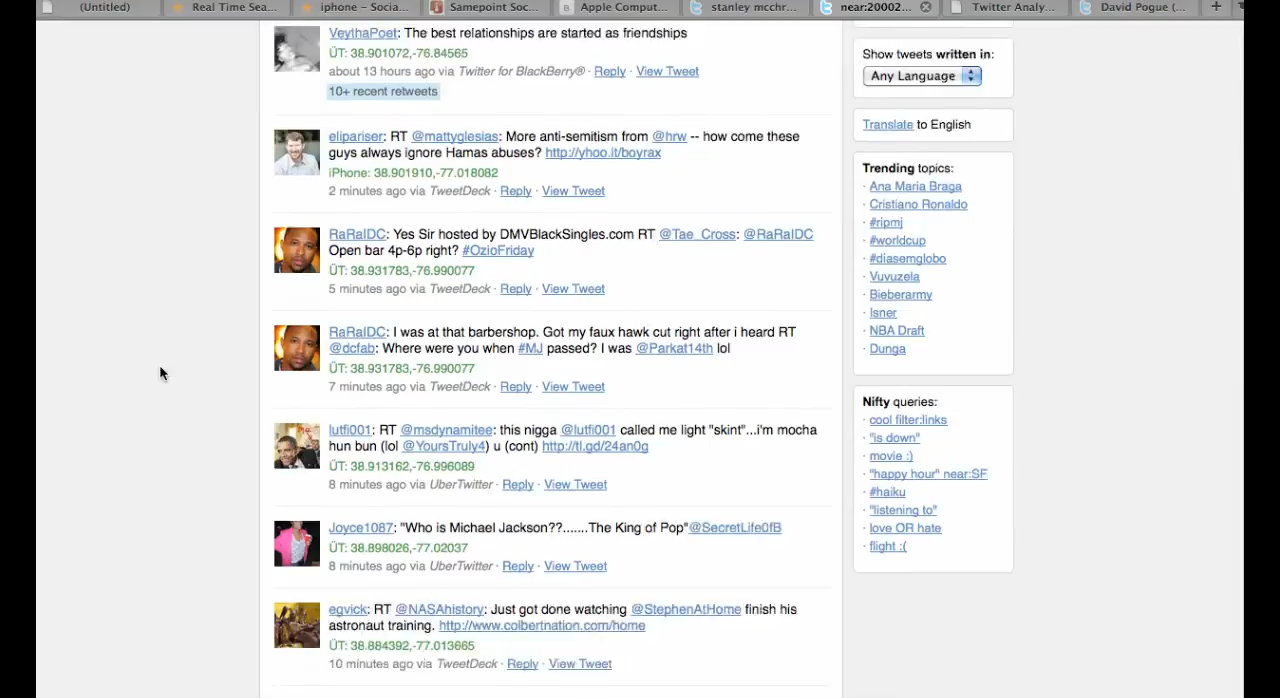 (Untitled)
Real Time Sea...
iphone – Socia...
Samepoint Soc...
Apple Comput...
stanley mcchr...
near:20002...
Twitter Analy...
David Pogue (...
VeythaPoet: The best relationships are started as friendships
ÜT: 38.901072,-76.84565
about 13 hours ago via Twitter for BlackBerry® · Reply · View Tweet
10+ recent retweets
elipariser: RT @mattyglesias: More anti-semitism from @hrw -- how come these
guys always ignore Hamas abuses? http://yhoo.it/boyrax
iPhone: 38.901910,-77.018082
2 minutes ago via TweetDeck · Reply · View Tweet
RaRaIDC: Yes Sir hosted by DMVBlackSingles.com RT @Tae_Cross: @RaRaIDC
Open bar 4p-6p right? #OzioFriday
ÜT: 38.931783,-76.990077
5 minutes ago via TweetDeck · Reply · View Tweet
RaRaIDC: I was at that barbershop. Got my faux hawk cut right after i heard RT
@dcfab: Where were you when #MJ passed? I was @Parkat14th lol
ÜT: 38.931783,-76.990077
7 minutes ago via TweetDeck · Reply · View Tweet
lutfi001: RT @msdynamitee: this nigga @lutfi001 called me light "skint"...i'm mocha
hun bun (lol @YoursTruly4) u (cont) http://tl.gd/24an0g
ÜT: 38.913162,-76.996089
8 minutes ago via UberTwitter · Reply · View Tweet
Joyce1087: "Who is Michael Jackson??.......The King of Pop"@SecretLife0fB
ÜT: 38.898026,-77.02037
8 minutes ago via UberTwitter · Reply · View Tweet
egvick: RT @NASAhistory: Just got done watching @StephenAtHome finish his
astronaut training. http://www.colbertnation.com/home
ÜT: 38.884392,-77.013665
10 minutes ago via TweetDeck · Reply · View Tweet
Show tweets written in:
Any Language
Translate to English
Trending topics:
· Ana Maria Braga
· Cristiano Ronaldo
· #ripmj
· #worldcup
· #diasemglobo
· Vuvuzela
· Bieberarmy
· Isner
· NBA Draft
· Dunga
Nifty queries:
· cool filter:links
· "is down"
· movie :)
· "happy hour" near:SF
· #haiku
· "listening to"
· love OR hate
· flight :(